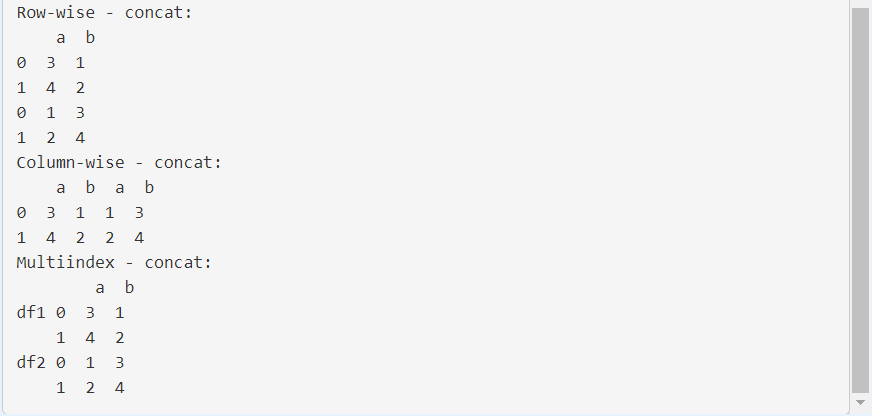 Row-wise - concat:
    a  b
0  3  1
1  4  2
0  1  3
1  2  4
Column-wise - concat:
    a  b  a  b
0  3  1  1  3
1  4  2  2  4
Multiindex - concat:
        a  b
df1 0  3  1
    1  4  2
df2 0  1  3
    1  2  4